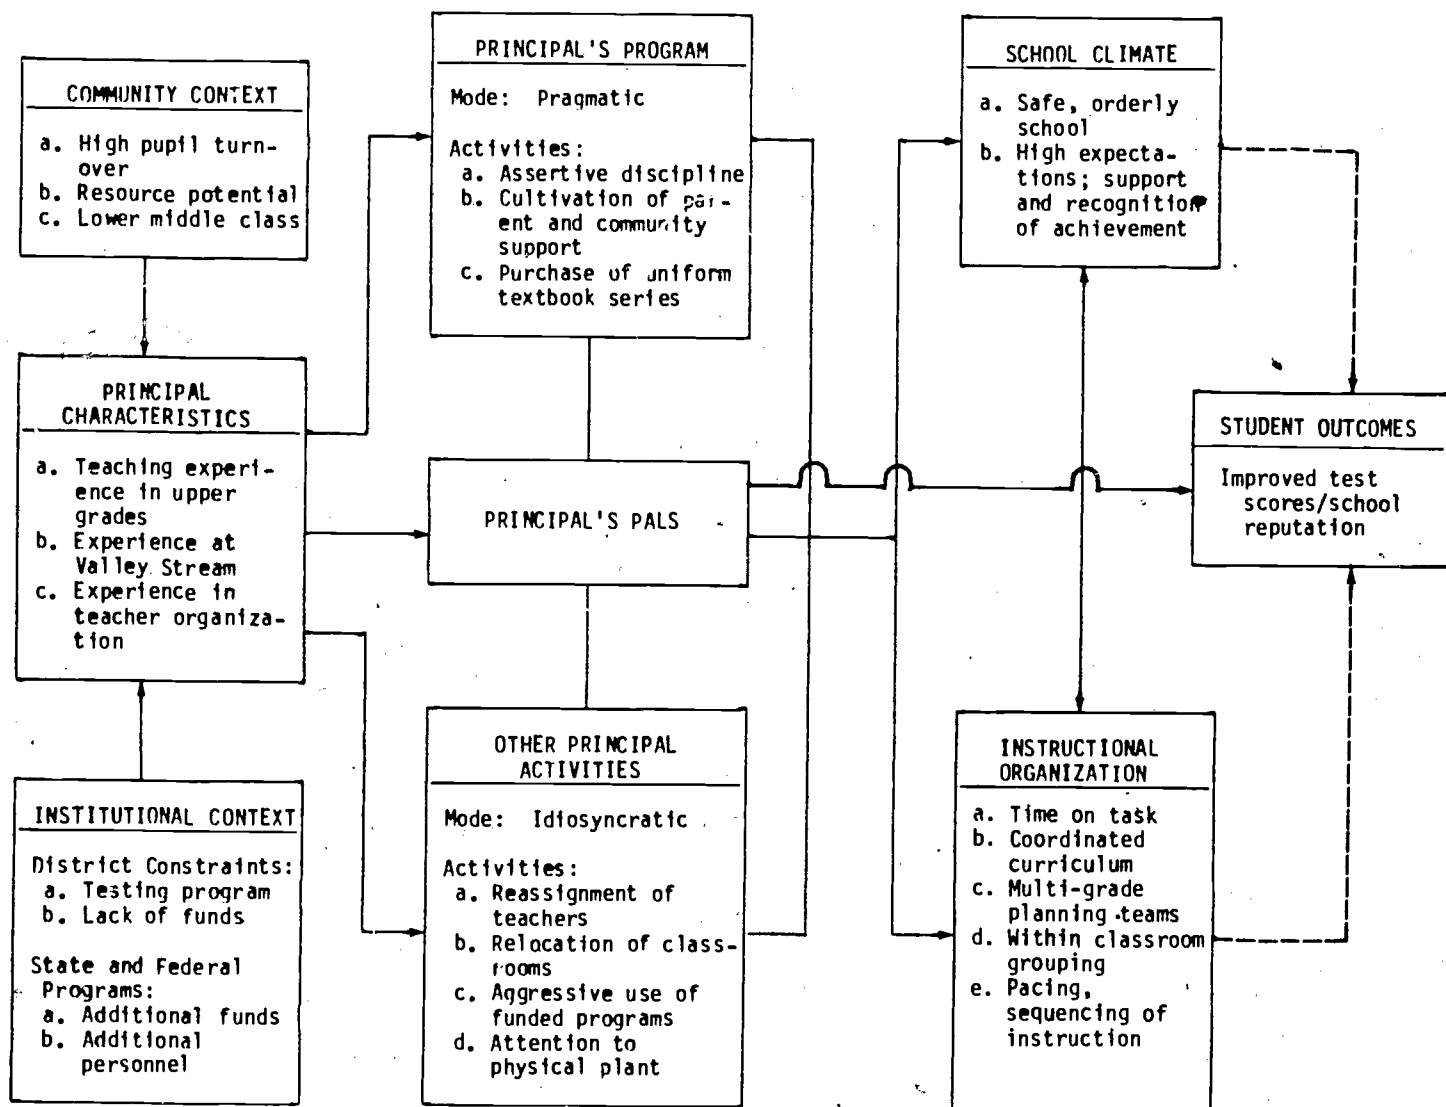 COMMUNITY CONTEXT
a. High pupil turn-
over
b. Resource potential
c. Lower middle class
PRINCIPAL
CHARACTERISTICS
a. Teaching experi-
ence in upper
grades
b. Experience at
Valley Stream
c. Experience in
teacher organiza-
tion
INSTITUTIONAL CONTEXT
District Constraints:
a. Testing program
b. Lack of funds
State and Federal
Programs:
a. Additional funds
b. Additional
personnel
PRINCIPAL'S PROGRAM
Mode: Pragmatic
Activities:
a. Assertive discipline
b. Cultivation of par-
ent and community
support
c. Purchase of uniform
textbook series
PRINCIPAL'S PALS
OTHER PRINCIPAL
ACTIVITIES
Mode: Idiosyncratic
Activities:
a. Reassignment of
teachers
b. Relocation of class-
rooms
c. Aggressive use of
funded programs
d. Attention to
physical plant
SCHOOL CLIMATE
a. Safe, orderly
school
b. High expecta-
tions; support
and recognition
of achievement
INSTRUCTIONAL
ORGANIZATION
a. Time on task
b. Coordinated
curriculum
c. Multi-grade
planning teams
d. Within classroom
grouping
e. Pacing,
sequencing of
instruction
STUDENT OUTCOMES
Improved test
scores/school
reputation